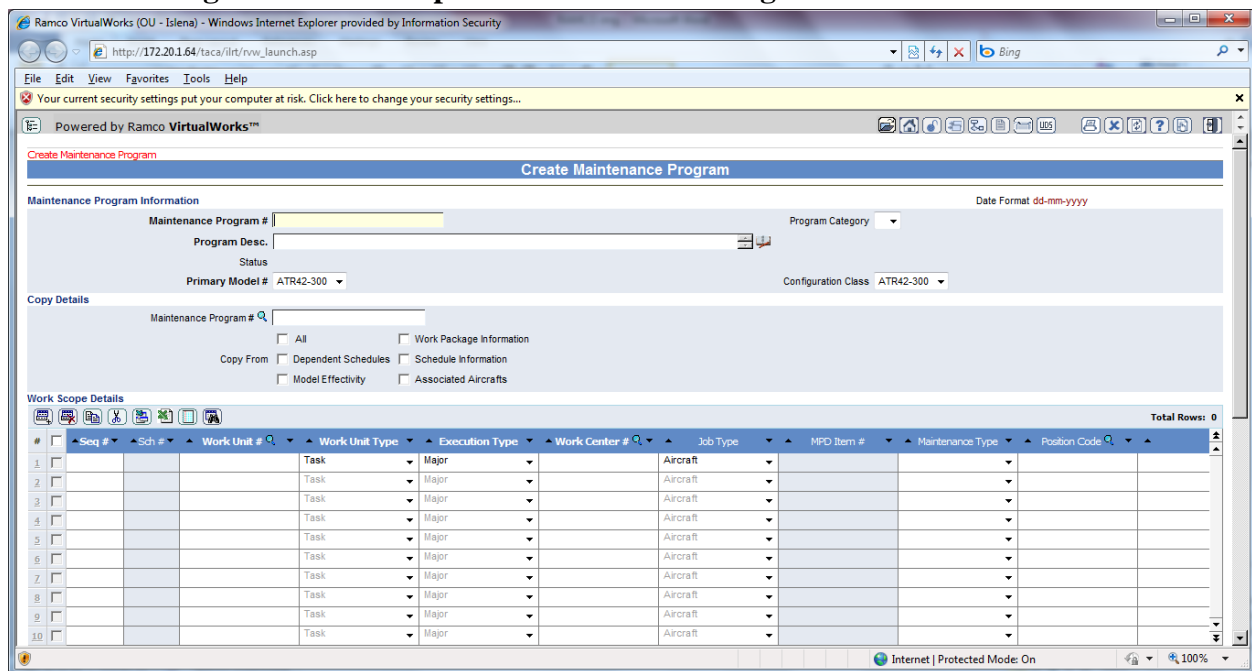 Ramco VirtualWorks (OU - Islena) - Windows Internet Explorer provided by Information Security
http://172.20.1.64/taca/ilrt/rvw_launch.asp
Bing
File Edit View Favorites Tools Help
Your current security settings put your computer at risk. Click here to change your security settings...
Powered by Ramco VirtualWorks™
UDS
Create Maintenance Program
Create Maintenance Program
Maintenance Program Information Date Format dd-mm-yyyy
Maintenance Program # Program Category
Program Desc.
Status
Primary Model # ATR42-300 Configuration Class ATR42-300
Copy Details
Maintenance Program #
All Work Package Information
Copy From Dependent Schedules Schedule Information
Model Effectivity Associated Aircrafts
Work Scope Details
Total Rows: 0
# Seq # Sch # Work Unit # Work Unit Type Execution Type Work Center # Job Type MPD Item # Maintenance Type Position Code
1 Task Major Aircraft
2 Task Major Aircraft
3 Task Major Aircraft
4 Task Major Aircraft
5 Task Major Aircraft
6 Task Major Aircraft
7 Task Major Aircraft
8 Task Major Aircraft
9 Task Major Aircraft
10 Task Major Aircraft
Internet | Protected Mode: On 100%